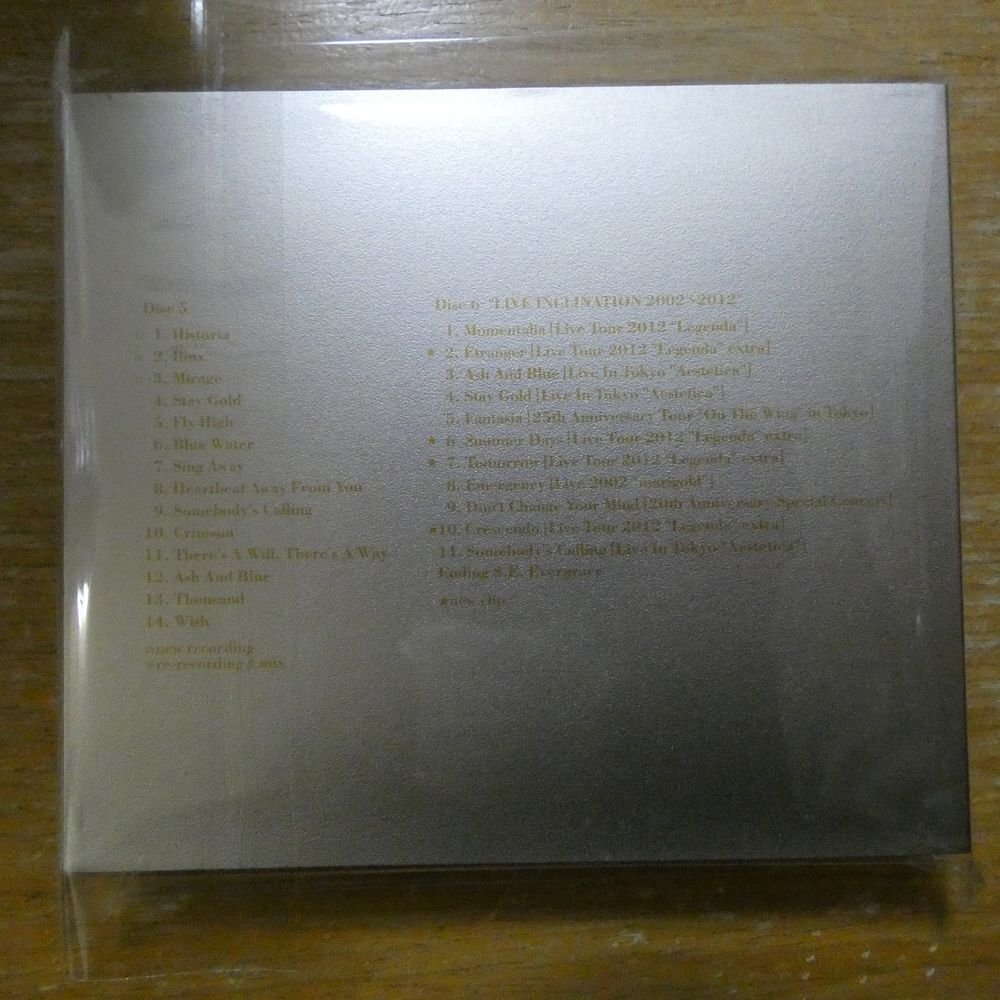 Disc 5
1. Historia
2. Ilinx
3. Mirage
4. Stay Gold
5. Fly High
6. Blue Water
7. Sing Away
8. Heartbeat Away From You
9. Somebody's Calling
10. Crimson
11. There's A Will, There's A Way
12. Ash And Blue
13. Thousand
14. Wish
new recording
re-recording & mix
Disc 6 "LIVE INCLINATION 2002>2012"
1. Momentalia [Live Tour 2012 "Legenda"]
★ 2. Étranger [Live Tour 2012 "Legenda" extra]
3. Ash And Blue [Live In Tokyo "Aestetica"]
4. Stay Gold [Live In Tokyo "Aestetica"]
5. Fantasia [25th Anniversary Tour "On The Wing" in Tokyo]
★ 6. Summer Days [Live Tour 2012 "Legenda" extra]
★ 7. Tomorrow [Live Tour 2012 "Legenda" extra]
8. Emergency [Live 2002 "marigold"]
9. Don't Change Your Mind [20th Anniversary Special Concert]
★10. Crescendo [Live Tour 2012 "Legenda" extra]
11. Somebody's Calling [Live In Tokyo "Aestetica"]
Ending S.E. Evergrace
★new clip